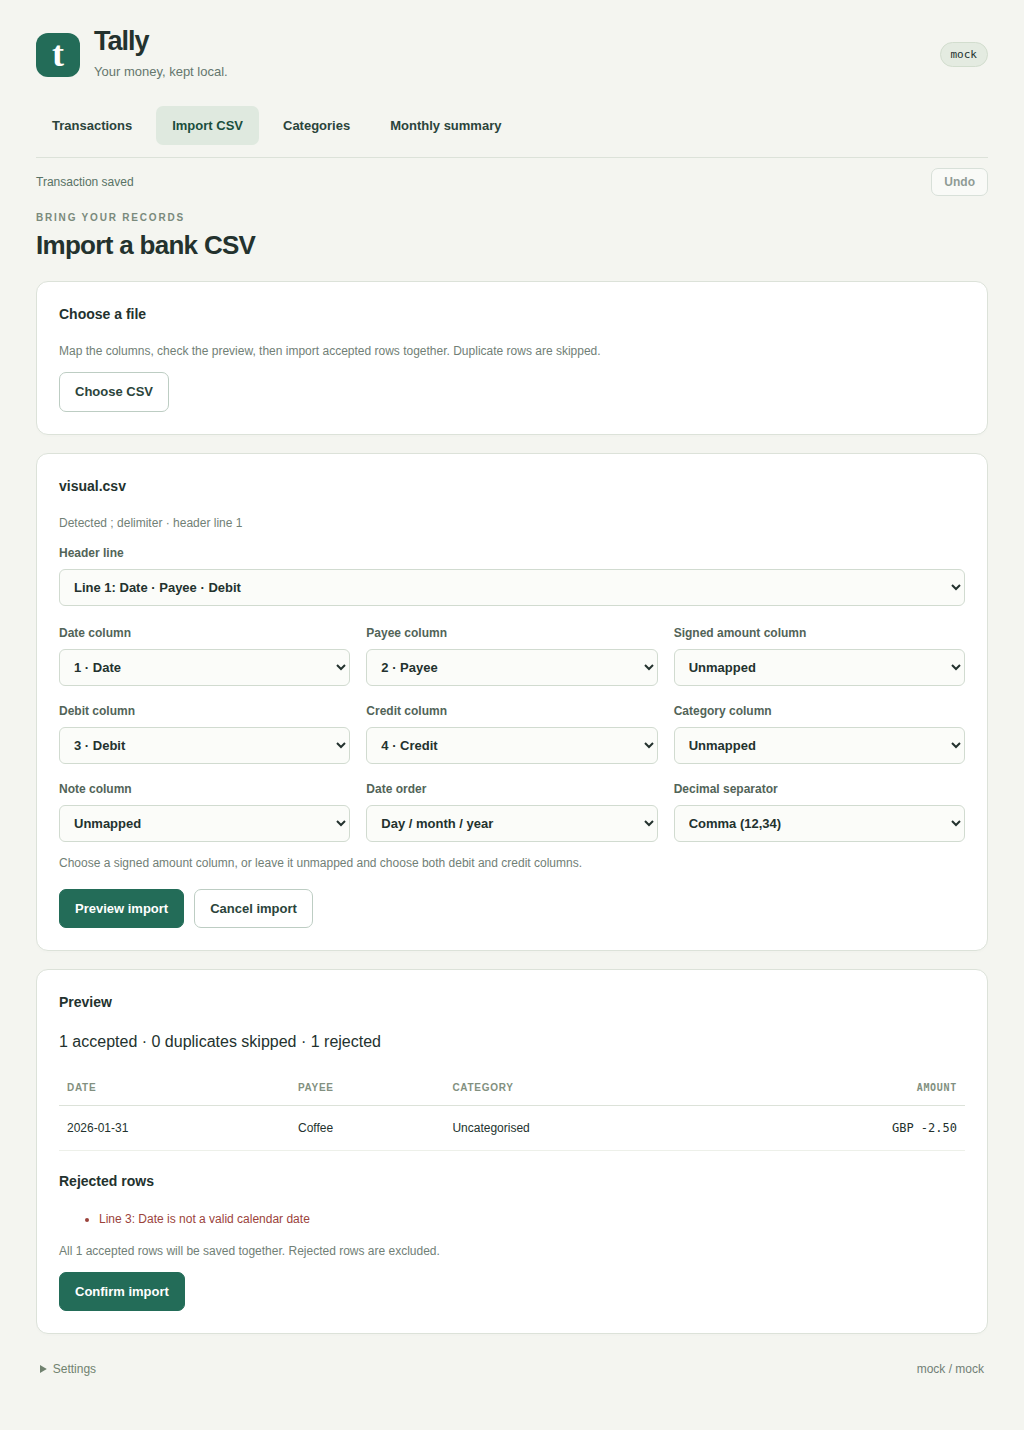 t
Tally
Your money, kept local.
mock
Transactions
Import CSV
Categories
Monthly summary
Transaction saved
Undo
BRING YOUR RECORDS
Import a bank CSV
Choose a file
Map the columns, check the preview, then import accepted rows together. Duplicate rows are skipped.
Choose CSV
visual.csv
Detected ; delimiter · header line 1
Header line
Line 1: Date · Payee · Debit
Date column
Payee column
Signed amount column
1 · Date
2 · Payee
Unmapped
Debit column
Credit column
Category column
3 · Debit
4 · Credit
Unmapped
Note column
Date order
Decimal separator
Unmapped
Day / month / year
Comma (12,34)
Choose a signed amount column, or leave it unmapped and choose both debit and credit columns.
Preview import
Cancel import
Preview
1 accepted · 0 duplicates skipped · 1 rejected
DATE PAYEE CATEGORY AMOUNT
2026-01-31 Coffee Uncategorised GBP -2.50
Rejected rows
Line 3: Date is not a valid calendar date
All 1 accepted rows will be saved together. Rejected rows are excluded.
Confirm import
Settings
mock / mock